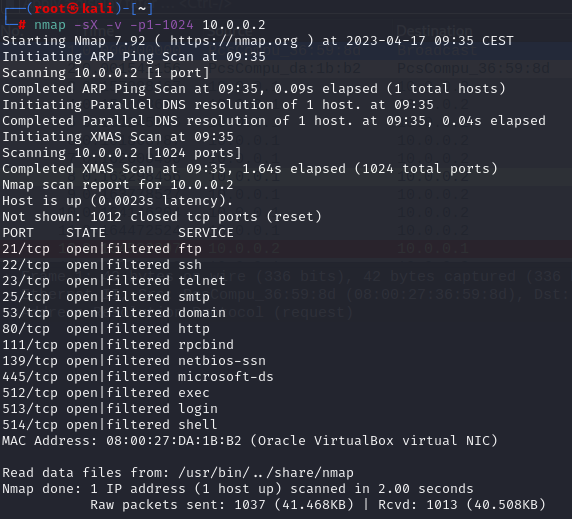 ┌──(root㉿kali)-[~]
└─# nmap -sX -v -p1-1024 10.0.0.2
Starting Nmap 7.92 ( https://nmap.org ) at 2023-04-17 09:35 CEST
Initiating ARP Ping Scan at 09:35
Scanning 10.0.0.2 [1 port]
Completed ARP Ping Scan at 09:35, 0.09s elapsed (1 total hosts)
Initiating Parallel DNS resolution of 1 host. at 09:35
Completed Parallel DNS resolution of 1 host. at 09:35, 0.04s elapsed
Initiating XMAS Scan at 09:35
Scanning 10.0.0.2 [1024 ports]
Completed XMAS Scan at 09:35, 1.64s elapsed (1024 total ports)
Nmap scan report for 10.0.0.2
Host is up (0.0023s latency).
Not shown: 1012 closed tcp ports (reset)
PORT    STATE         SERVICE
21/tcp  open|filtered ftp
22/tcp  open|filtered ssh
23/tcp  open|filtered telnet
25/tcp  open|filtered smtp
53/tcp  open|filtered domain
80/tcp  open|filtered http
111/tcp open|filtered rpcbind
139/tcp open|filtered netbios-ssn
445/tcp open|filtered microsoft-ds
512/tcp open|filtered exec
513/tcp open|filtered login
514/tcp open|filtered shell
MAC Address: 08:00:27:DA:1B:B2 (Oracle VirtualBox virtual NIC)

Read data files from: /usr/bin/../share/nmap
Nmap done: 1 IP address (1 host up) scanned in 2.00 seconds
           Raw packets sent: 1037 (41.468KB) | Rcvd: 1013 (40.508KB)